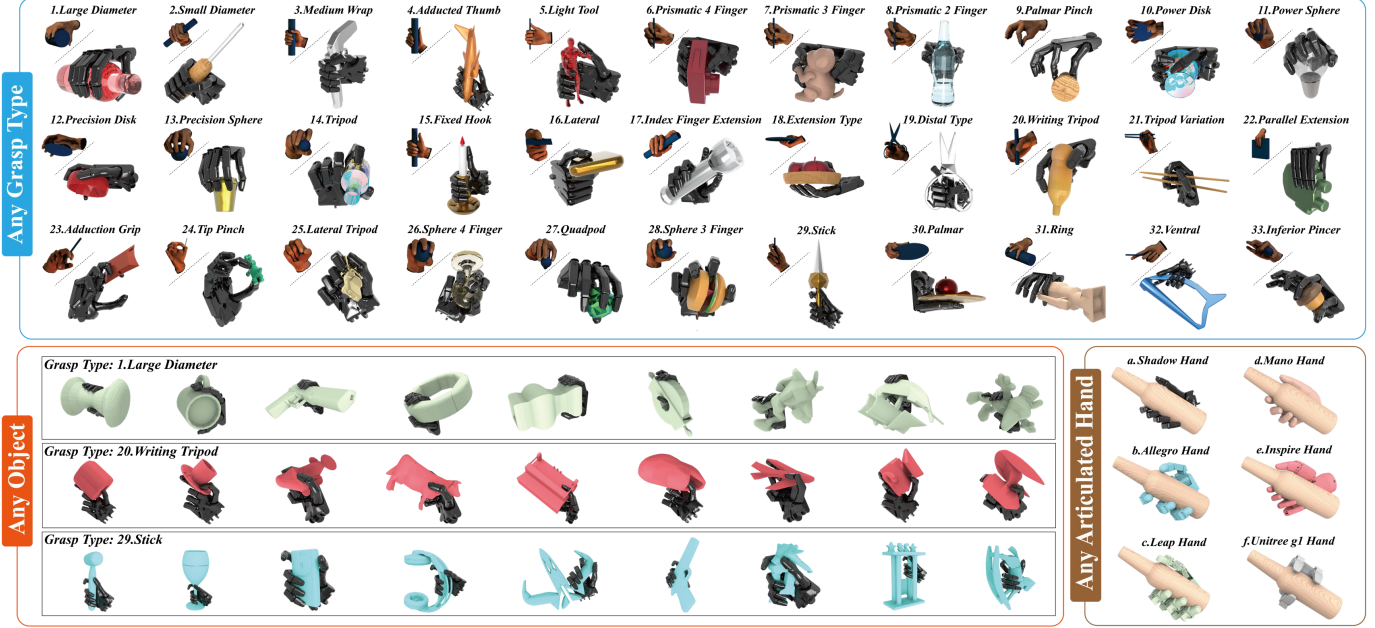 Any Grasp Type
1.Large Diameter
2.Small Diameter
3.Medium Wrap
4.Adducted Thumb
5.Light Tool
6.Prismatic 4 Finger
7.Prismatic 3 Finger
8.Prismatic 2 Finger
9.Palmar Pinch
10.Power Disk
11.Power Sphere
12.Precision Disk
13.Precision Sphere
14.Tripod
15.Fixed Hook
16.Lateral
17.Index Finger Extension
18.Extension Type
19.Distal Type
20.Writing Tripod
21.Tripod Variation
22.Parallel Extension
23.Adduction Grip
24.Tip Pinch
25.Lateral Tripod
26.Sphere 4 Finger
27.Quadpod
28.Sphere 3 Finger
29.Stick
30.Palmar
31.Ring
32.Ventral
33.Inferior Pincer
Any Object
Grasp Type: 1.Large Diameter
Grasp Type: 20.Writing Tripod
Grasp Type: 29.Stick
Any Articulated Hand
a.Shadow Hand
d.Mano Hand
b.Allegro Hand
e.Inspire Hand
c.Leap Hand
f.Unitree g1 Hand